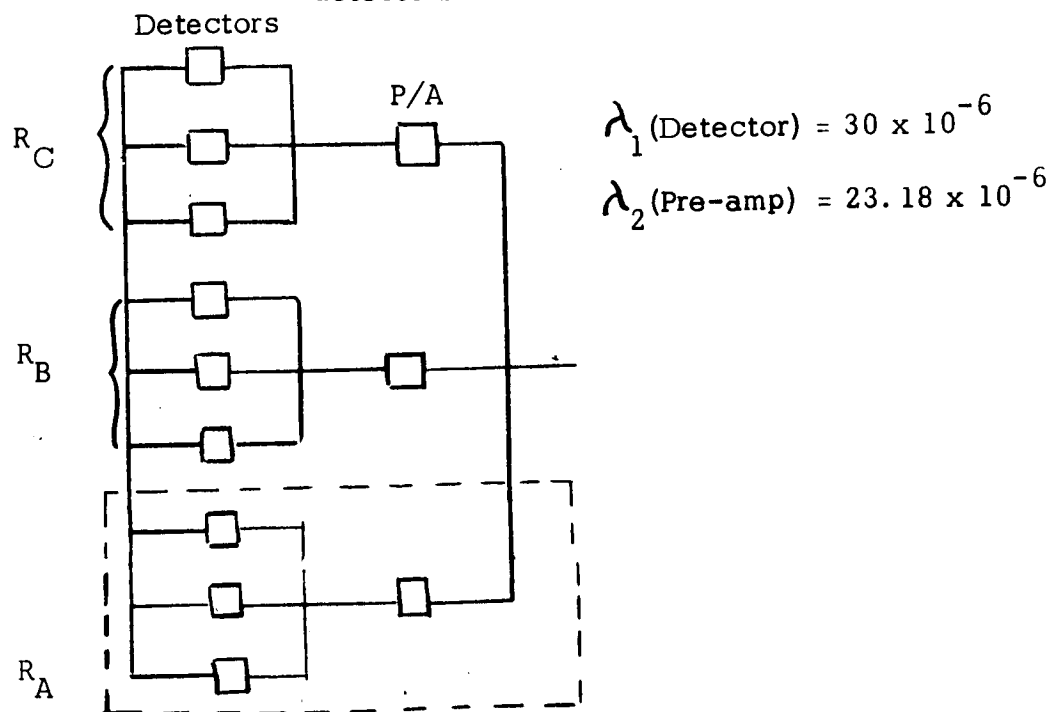 Detectors
P/A
R_C
λ_1 (Detector) = 30 x 10^-6
λ_2 (Pre-amp) = 23.18 x 10^-6
R_B
R_A